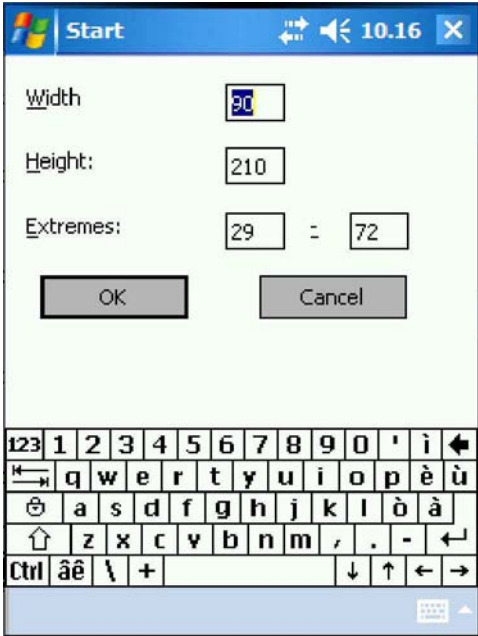 Start 10.16
Width 90
Height: 210
Extremes: 29 - 72
OK Cancel
123 1 2 3 4 5 6 7 8 9 0 ' ì
q w e r t y u i o p è ù
a s d f g h j k l ò à
z x c v b n m , . -
Ctrl âê \ + ↓ ↑ ← →